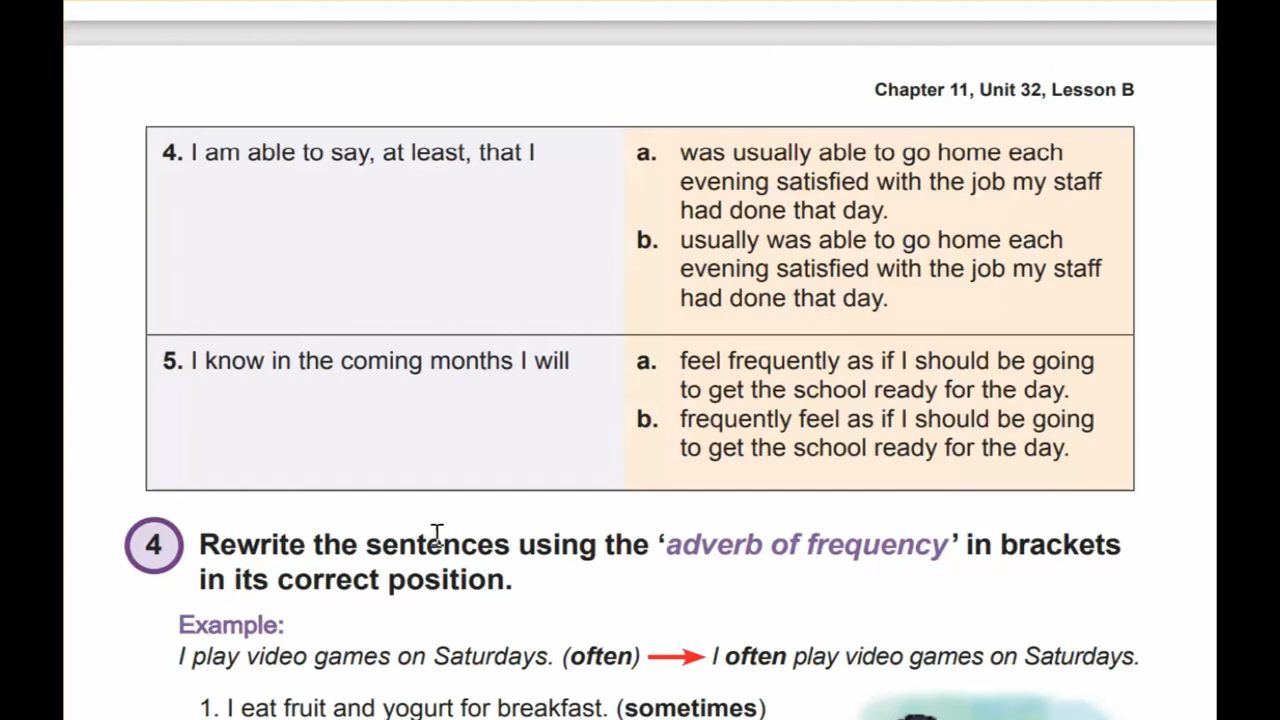 Chapter 11, Unit 32, Lesson B
4. I am able to say, at least, that I
a. was usually able to go home each
evening satisfied with the job my staff
had done that day.
b. usually was able to go home each
evening satisfied with the job my staff
had done that day.
5. I know in the coming months I will
a. feel frequently as if I should be going
to get the school ready for the day.
b. frequently feel as if I should be going
to get the school ready for the day.
4 Rewrite the sentences using the ‘adverb of frequency’ in brackets
in its correct position.
Example:
I play video games on Saturdays. (often) → I often play video games on Saturdays.
1. I eat fruit and yogurt for breakfast. (sometimes)